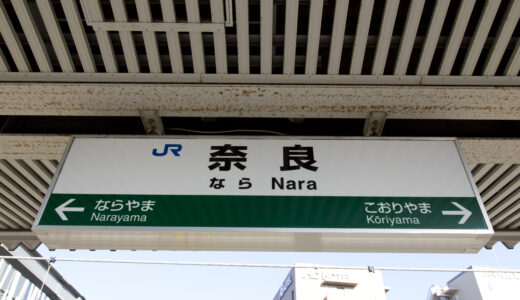 JR 奈良
なら Nara
← ならやま
Narayama
こおりやま →
Kōriyama